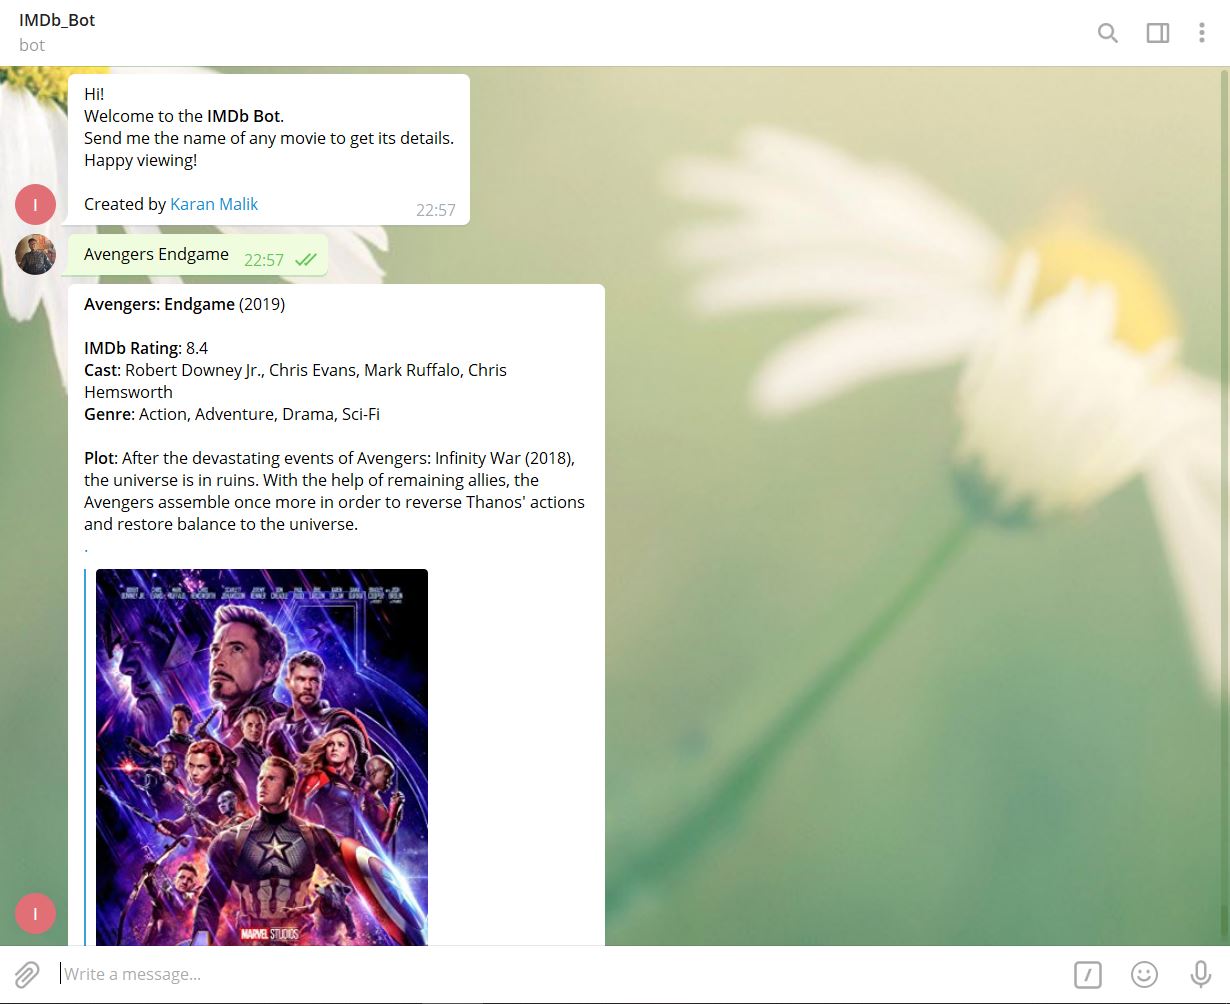 IMDb_Bot
bot
Hi!
Welcome to the IMDb Bot.
Send me the name of any movie to get its details.
Happy viewing!
Created by Karan Malik
22:57
I
Avengers Endgame
22:57
Avengers: Endgame (2019)
IMDb Rating: 8.4
Cast: Robert Downey Jr., Chris Evans, Mark Ruffalo, Chris
Hemsworth
Genre: Action, Adventure, Drama, Sci-Fi
Plot: After the devastating events of Avengers: Infinity War (2018),
the universe is in ruins. With the help of remaining allies, the
Avengers assemble once more in order to reverse Thanos' actions
and restore balance to the universe.
.
MARVEL STUDIOS
I
Write a message...